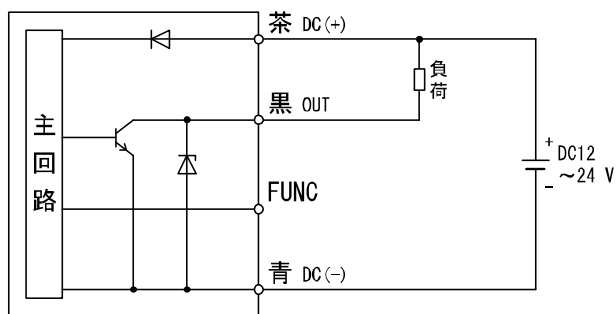 茶 DC(+)
負荷
黒 OUT
主回路
+
DC12
～24 V
-
FUNC
青 DC(-)